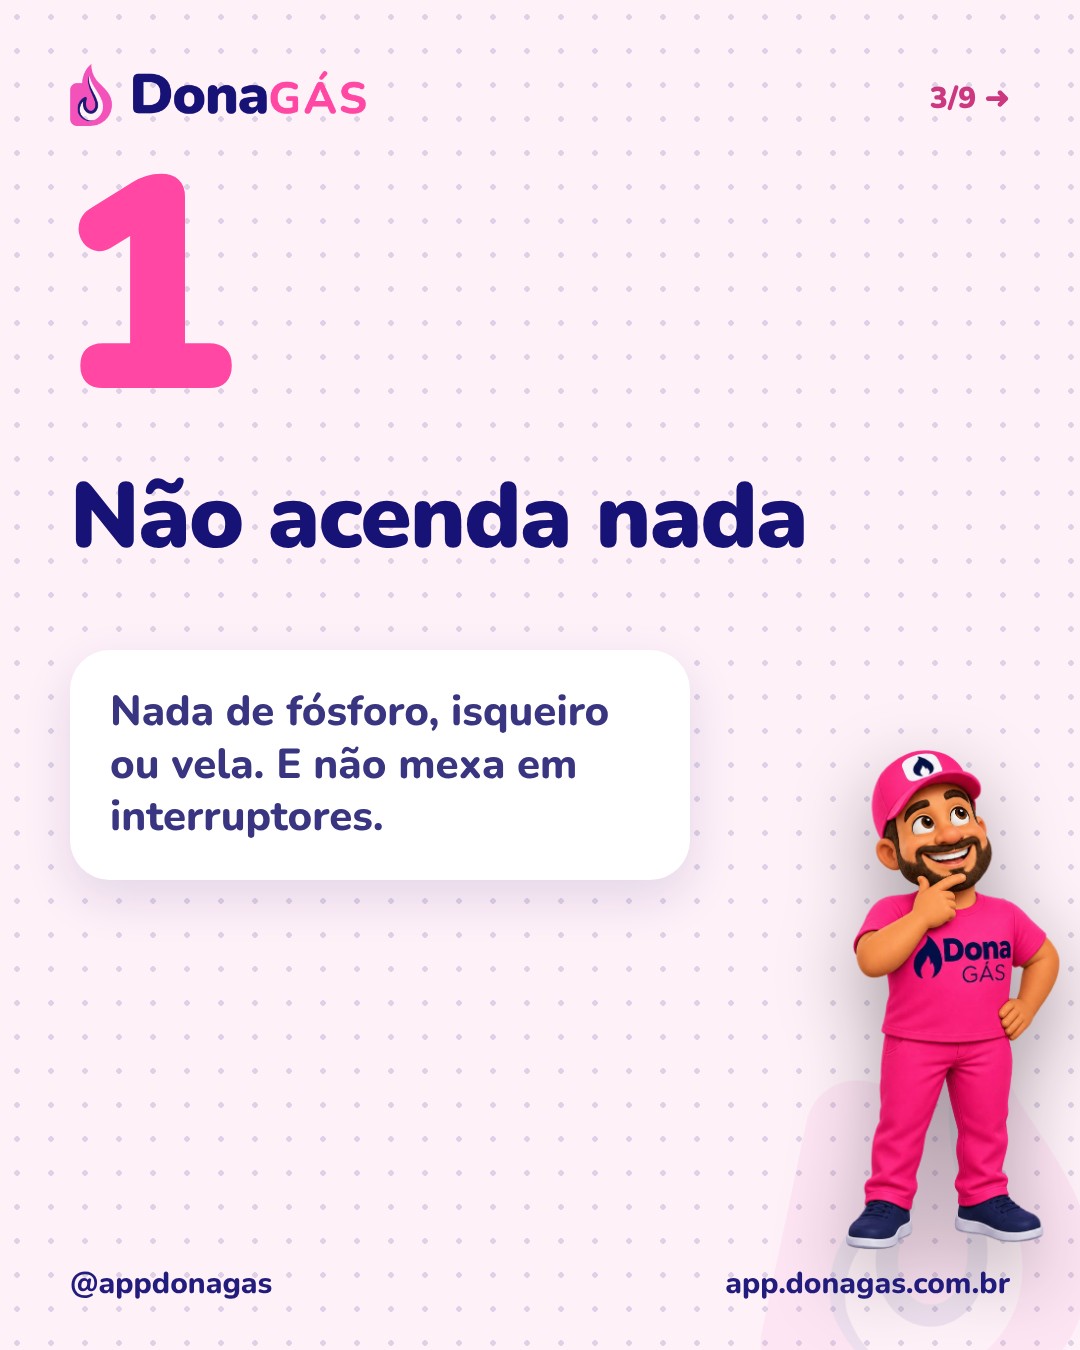 DonaGÁS
3/9 →
1
Não acenda nada
Nada de fósforo, isqueiro
ou vela. E não mexa em
interruptores.
Dona
GÁS
@appdonagas
app.donagas.com.br